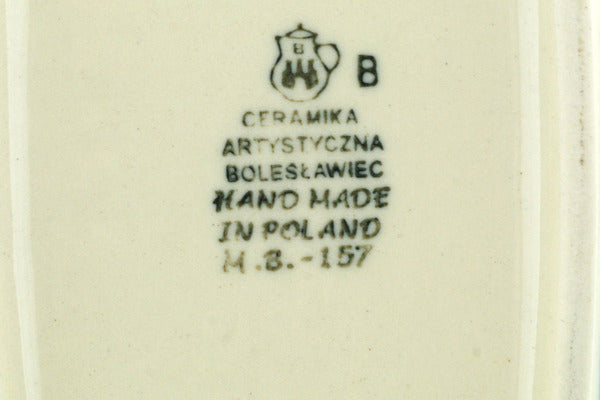 B
B
CERAMIKA
ARTYSTYCZNA
BOLESŁAWIEC
HAND MADE
IN POLAND
M.B.-157